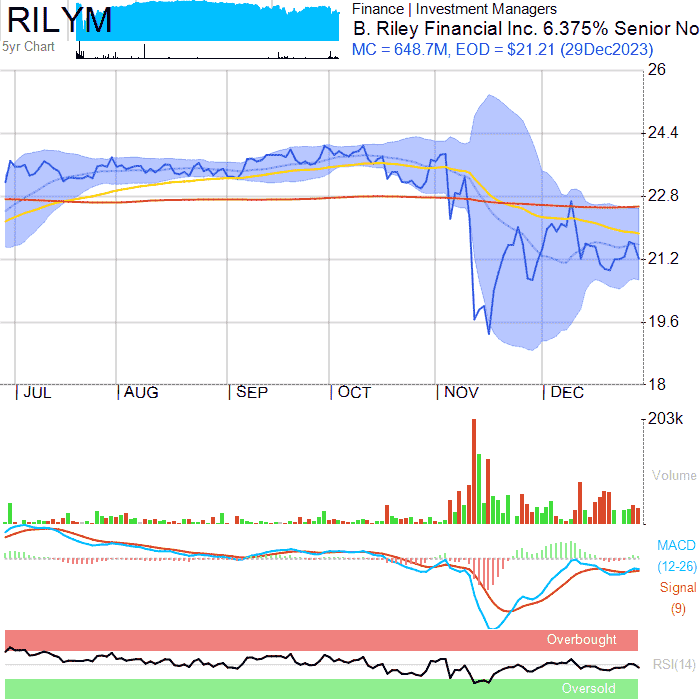 RILYM
Finance | Investment Managers
B. Riley Financial Inc. 6.375% Senior No
5yr Chart
MC = 648.7M, EOD = $21.21 (29Dec2023)
26
24.4
22.8
21.2
19.6
18
JUL AUG SEP OCT NOV DEC
203k
Volume
MACD
(12-26)
Signal
(9)
Overbought
RSI(14)
Oversold